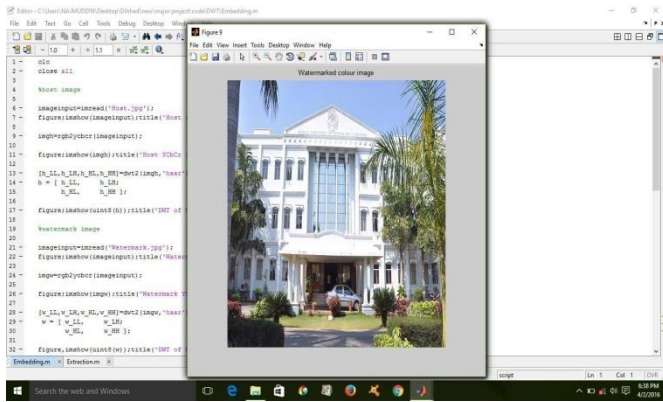 Editor - C:\Users\NAJMUDDIN\Desktop\Dilshad\new\major project\code\DWT\Embedding.m
File Edit Text Go Cell Tools Debug Desktop Window
1.0
1.1
1 - clc
2 - close all
3
4 %host image
5
6 - imageinput=imread('Host.jpg');
7 - figure;imshow(imageinput);title('Host
8
9 - imgh=rgb2ycbcr(imageinput);
10
11 - figure;imshow(imgh);title('Host YCbCr
12
13 - [h_LL,h_LH,h_HL,h_HH]=dwt2(imgh,'haar'
14 - h = [ h_LL, h_LH;
15 h_HL, h_HH ];
16
17 - figure;imshow(uint8(h));title('DWT of
18
19 %watermark image
20
21 - imageinput=imread('Watermark.jpg');
22 - figure;imshow(imageinput);title('Water
23
24 - imgw=rgb2ycbcr(imageinput);
25
26 - figure;imshow(imgw);title('Watermark Y
27
28 - [w_LL,w_LH,w_HL,w_HH]=dwt2(imgw,'haar'
29 - w = [ w_LL, w_LH;
30 w_HL, w_HH ];
31
32 - figure,imshow(uint8(w));title('DWT of
Embedding.m × Extraction.m ×
Figure 9
File Edit View Insert Tools Desktop Window Help
Watermarked colour image
script Ln 1 Col 1 OVR
Search the web and Windows
6:38 PM
4/2/2016